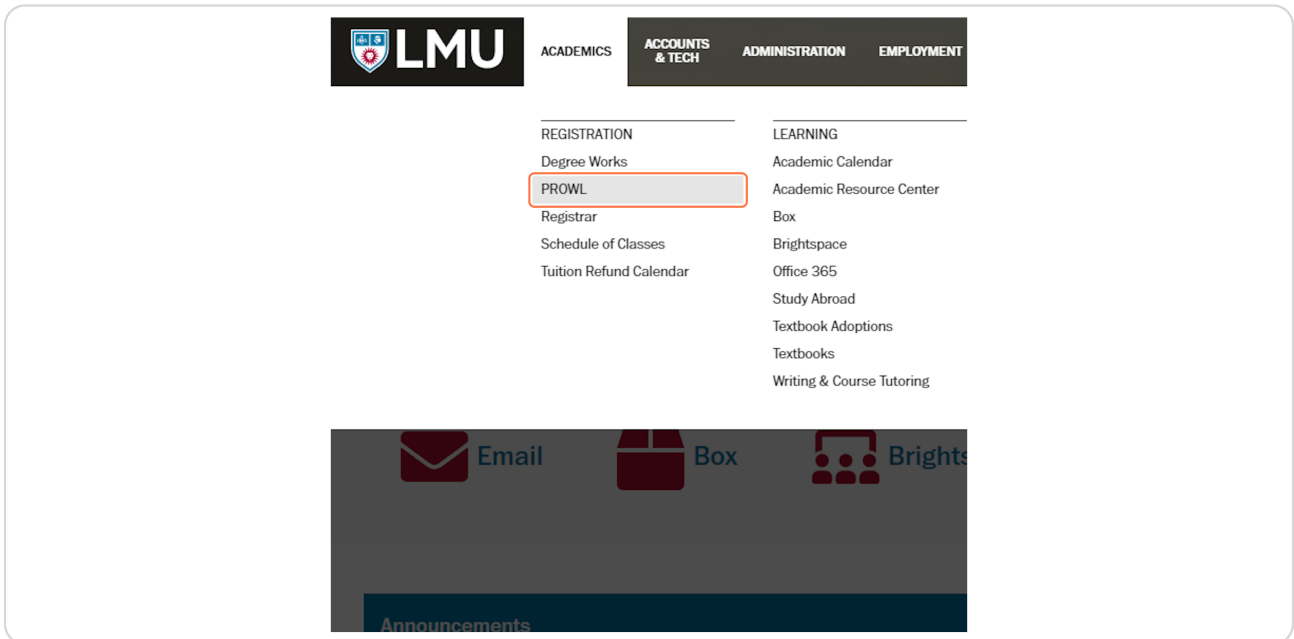 LMU
ACADEMICS
ACCOUNTS
& TECH
ADMINISTRATION
EMPLOYMENT
REGISTRATION
Degree Works
PROWL
Registrar
Schedule of Classes
Tuition Refund Calendar
LEARNING
Academic Calendar
Academic Resource Center
Box
Brightspace
Office 365
Study Abroad
Textbook Adoptions
Textbooks
Writing & Course Tutoring
Email
Box
Brights
Announcements